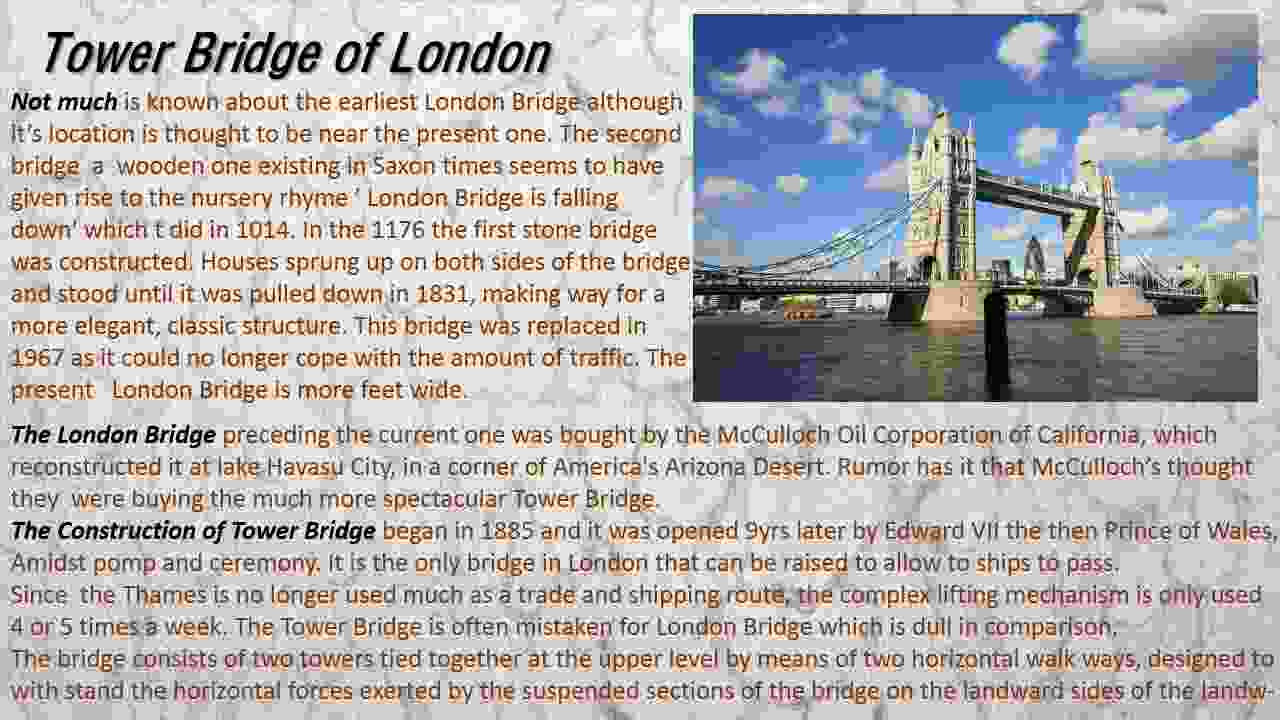 Tower Bridge of London
Not much is known about the earliest London Bridge although
it's location is thought to be near the present one. The second
bridge a wooden one existing in Saxon times seems to have
given rise to the nursery rhyme ' London Bridge is falling
down' which t did in 1014. In the 1176 the first stone bridge
was constructed. Houses sprung up on both sides of the bridge
and stood until it was pulled down in 1831, making way for a
more elegant, classic structure. This bridge was replaced in
1967 as it could no longer cope with the amount of traffic. The
present London Bridge is more feet wide.
The London Bridge preceding the current one was bought by the McCulloch Oil Corporation of California, which
reconstructed it at lake Havasu City, in a corner of America's Arizona Desert. Rumor has it that McCulloch's thought
they were buying the much more spectacular Tower Bridge.
The Construction of Tower Bridge began in 1885 and it was opened 9yrs later by Edward VII the then Prince of Wales,
Amidst pomp and ceremony. It is the only bridge in London that can be raised to allow to ships to pass.
Since the Thames is no longer used much as a trade and shipping route, the complex lifting mechanism is only used
4 or 5 times a week. The Tower Bridge is often mistaken for London Bridge which is dull in comparison.
The bridge consists of two towers tied together at the upper level by means of two horizontal walk ways, designed to
with stand the horizontal forces exerted by the suspended sections of the bridge on the landward sides of the landw-